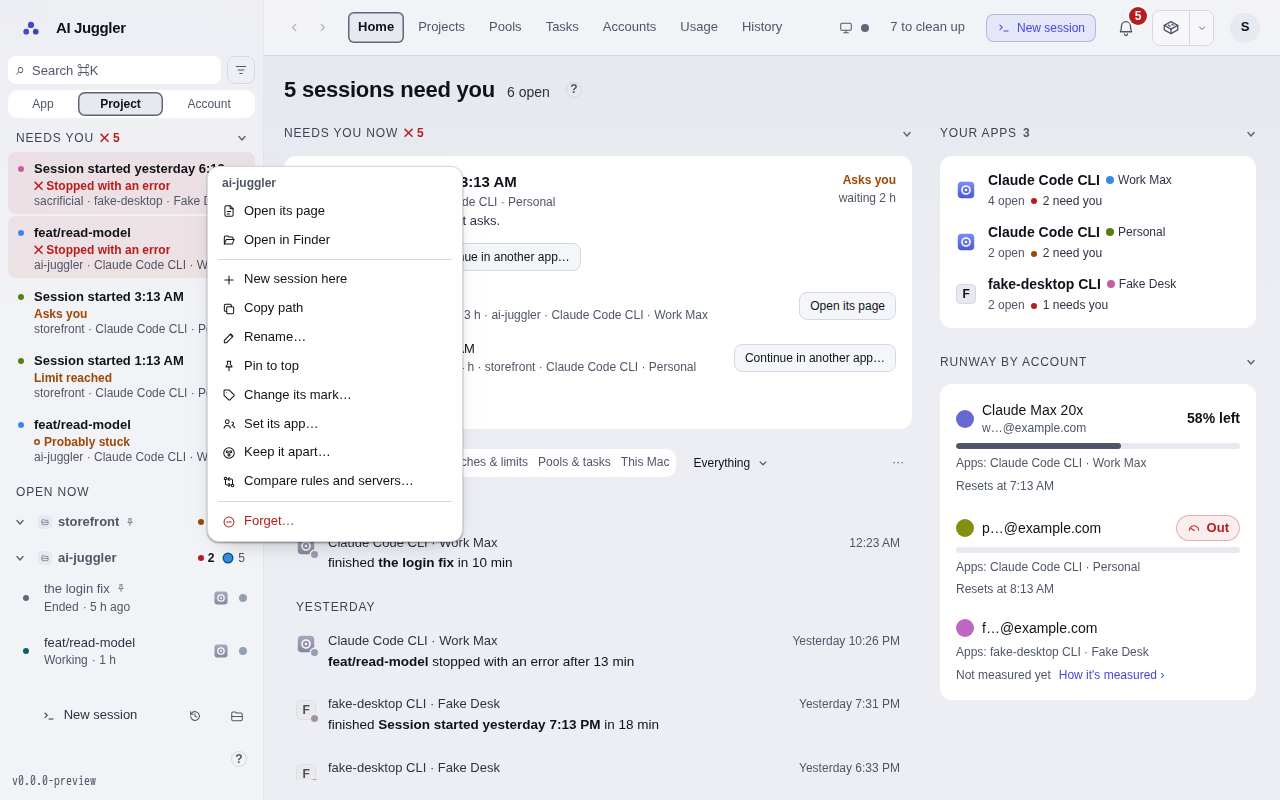 AI Juggler
Search ⌘K
App
Project
Account
NEEDS YOU 5
Session started yesterday
Stopped with an error
sacrificial · fake-desktop · Fake
feat/read-model
Stopped with an error
ai-juggler · Claude Code CLI ·
Session started 3:13 AM
Asks you
storefront · Claude Code CLI ·
Session started 1:13 AM
Limit reached
storefront · Claude Code CLI ·
feat/read-model
Probably stuck
ai-juggler · Claude Code CLI ·
OPEN NOW
storefront
ai-juggler 2 5
the login fix
Ended · 5 h ago
feat/read-model
Working · 1 h
New session
?
v0.0.0-preview
Home
Projects
Pools
Tasks
Accounts
Usage
History
7 to clean up
New session
5
S
5 sessions need you 6 open ?
NEEDS YOU NOW 5
3:13 AM
Asks you
de CLI · Personal
waiting 2 h
t asks.
ue in another app…
3 h · ai-juggler · Claude Code CLI · Work Max
Open its page
AM
h · storefront · Claude Code CLI · Personal
Continue in another app…
ches & limits
Pools & tasks
This Mac
Everything
···
ai-juggler
Open its page
Open in Finder
New session here
Copy path
Rename…
Pin to top
Change its mark…
Set its app…
Keep it apart…
Compare rules and servers…
Forget…
Claude Code CLI · Work Max
12:23 AM
finished the login fix in 10 min
YESTERDAY
Claude Code CLI · Work Max
Yesterday 10:26 PM
feat/read-model stopped with an error after 13 min
F
fake-desktop CLI · Fake Desk
Yesterday 7:31 PM
finished Session started yesterday 7:13 PM in 18 min
F
fake-desktop CLI · Fake Desk
Yesterday 6:33 PM
YOUR APPS 3
Claude Code CLI Work Max
4 open 2 need you
Claude Code CLI Personal
2 open 2 need you
F
fake-desktop CLI Fake Desk
2 open 1 needs you
RUNWAY BY ACCOUNT
Claude Max 20x
w…@example.com
58% left
Apps: Claude Code CLI · Work Max
Resets at 7:13 AM
p…@example.com
Out
Apps: Claude Code CLI · Personal
Resets at 8:13 AM
f…@example.com
Apps: fake-desktop CLI · Fake Desk
Not measured yet How it's measured ›